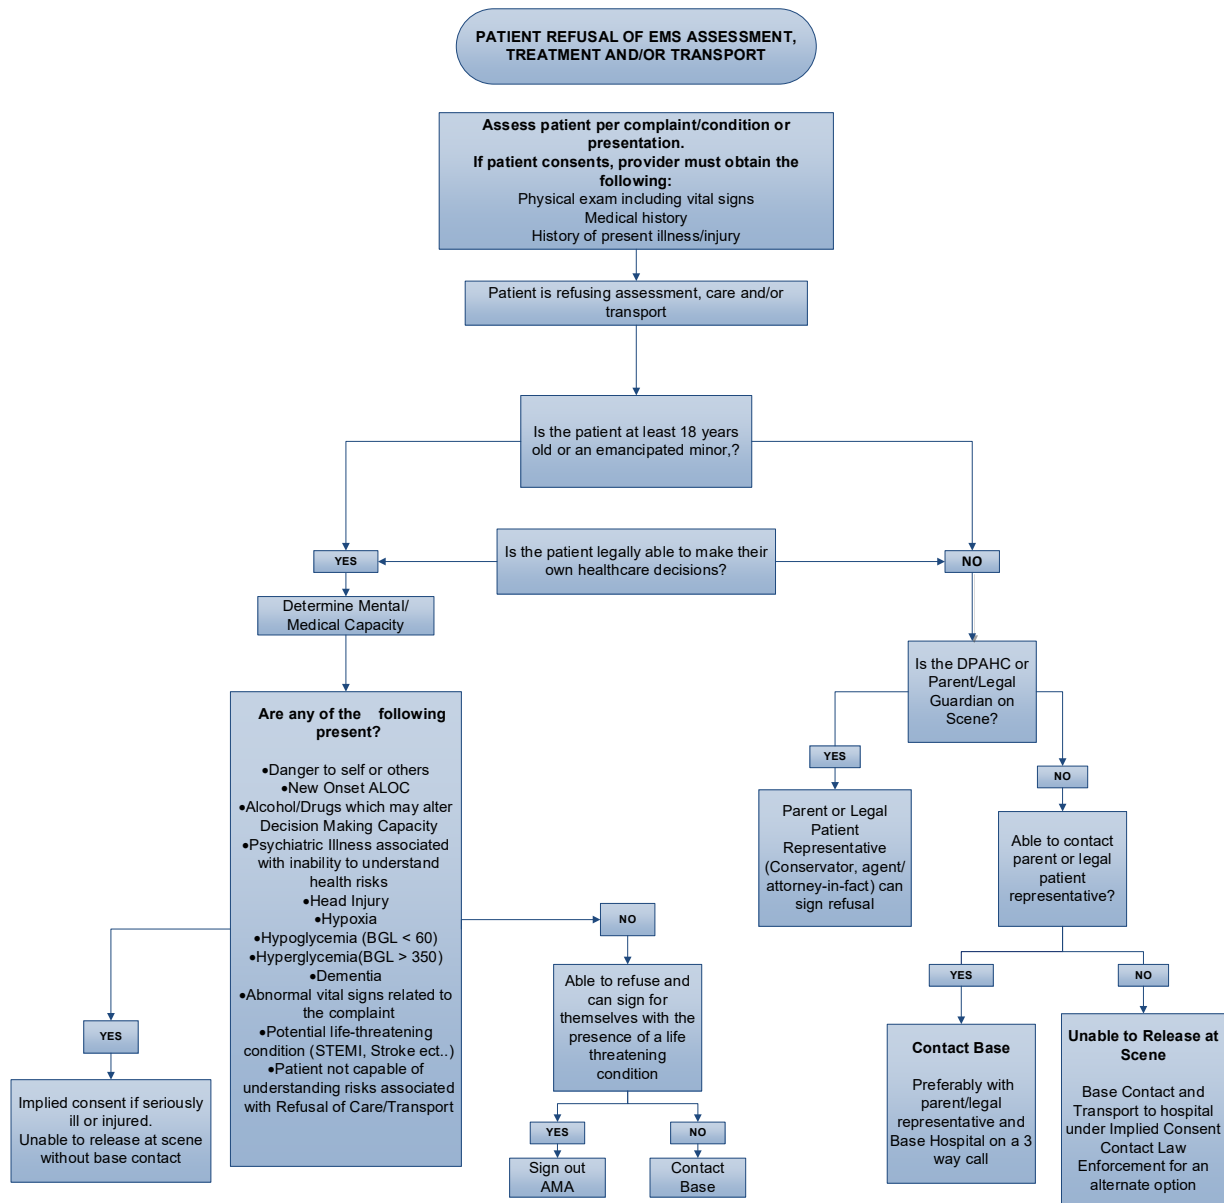 PATIENT REFUSAL OF EMS ASSESSMENT,
TREATMENT AND/OR TRANSPORT
Assess patient per complaint/condition or
presentation.
If patient consents, provider must obtain the
following:
Physical exam including vital signs
Medical history
History of present illness/injury
Patient is refusing assessment, care and/or
transport
Is the patient at least 18 years
old or an emancipated minor,?
Is the patient legally able to make their
own healthcare decisions?
YES
NO
Determine Mental/
Medical Capacity
Are any of the following
present?
•Danger to self or others
•New Onset ALOC
•Alcohol/Drugs which may alter
Decision Making Capacity
•Psychiatric Illness associated
with inability to understand
health risks
•Head Injury
•Hypoxia
•Hypoglycemia (BGL < 60)
•Hyperglycemia(BGL > 350)
•Dementia
•Abnormal vital signs related to
the complaint
•Potential life-threatening
condition (STEMI, Stroke ect..)
•Patient not capable of
understanding risks associated
with Refusal of Care/Transport
YES
Implied consent if seriously
ill or injured.
Unable to release at scene
without base contact
NO
Able to refuse and
can sign for
themselves with the
presence of a life
threatening
condition
YES
NO
Sign out
AMA
Contact
Base
Is the DPAHC or
Parent/Legal
Guardian on
Scene?
YES
NO
Parent or Legal
Patient
Representative
(Conservator, agent/
attorney-in-fact) can
sign refusal
Able to contact
parent or legal
patient
representative?
YES
NO
Contact Base
Preferably with
parent/legal
representative and
Base Hospital on a 3
way call
Unable to Release at
Scene
Base Contact and
Transport to hospital
under Implied Consent
Contact Law
Enforcement for an
alternate option